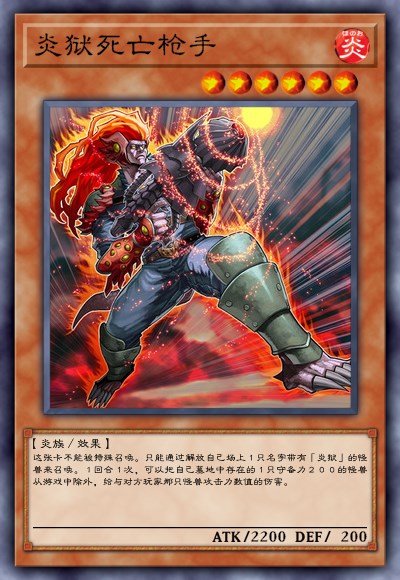 炎狱死亡枪手
ほのお
炎
【炎族／效果】
这张卡不能被特殊召唤。只能通过解放自己场上１只名字带有「炎狱」的怪
兽来召唤。１回合１次，可以把自己墓地中存在的１只守备力２００的怪兽
从游戏中除外，给与对方玩家那只怪兽攻击力数值的伤害。
ATK/2200 DEF/ 200